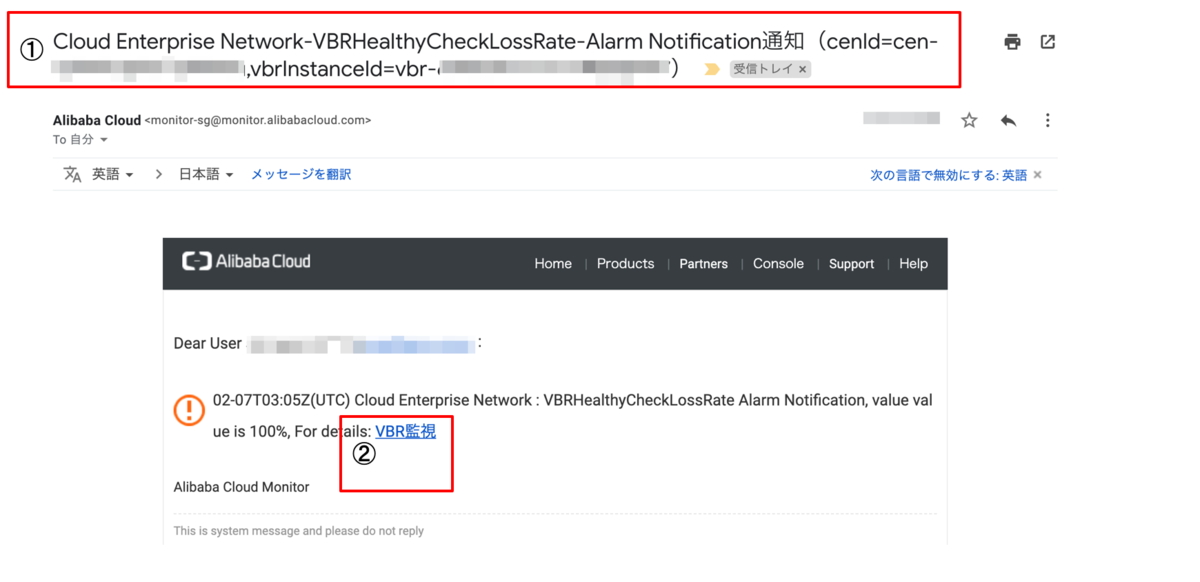 ① Cloud Enterprise Network-VBRHealthyCheckLossRate-Alarm Notification通知（cenId=cen-
,vbrInstanceId=vbr- ） 受信トレイ ×
Alibaba Cloud <monitor-sg@monitor.alibabacloud.com>
To 自分
英語 > 日本語 メッセージを翻訳 次の言語で無効にする: 英語 ×
Alibaba Cloud Home | Products | Partners | Console | Support | Help
Dear User :
02-07T03:05Z(UTC) Cloud Enterprise Network : VBRHealthyCheckLossRate Alarm Notification, value val
ue is 100%, For details: VBR監視
②
Alibaba Cloud Monitor
This is system message and please do not reply